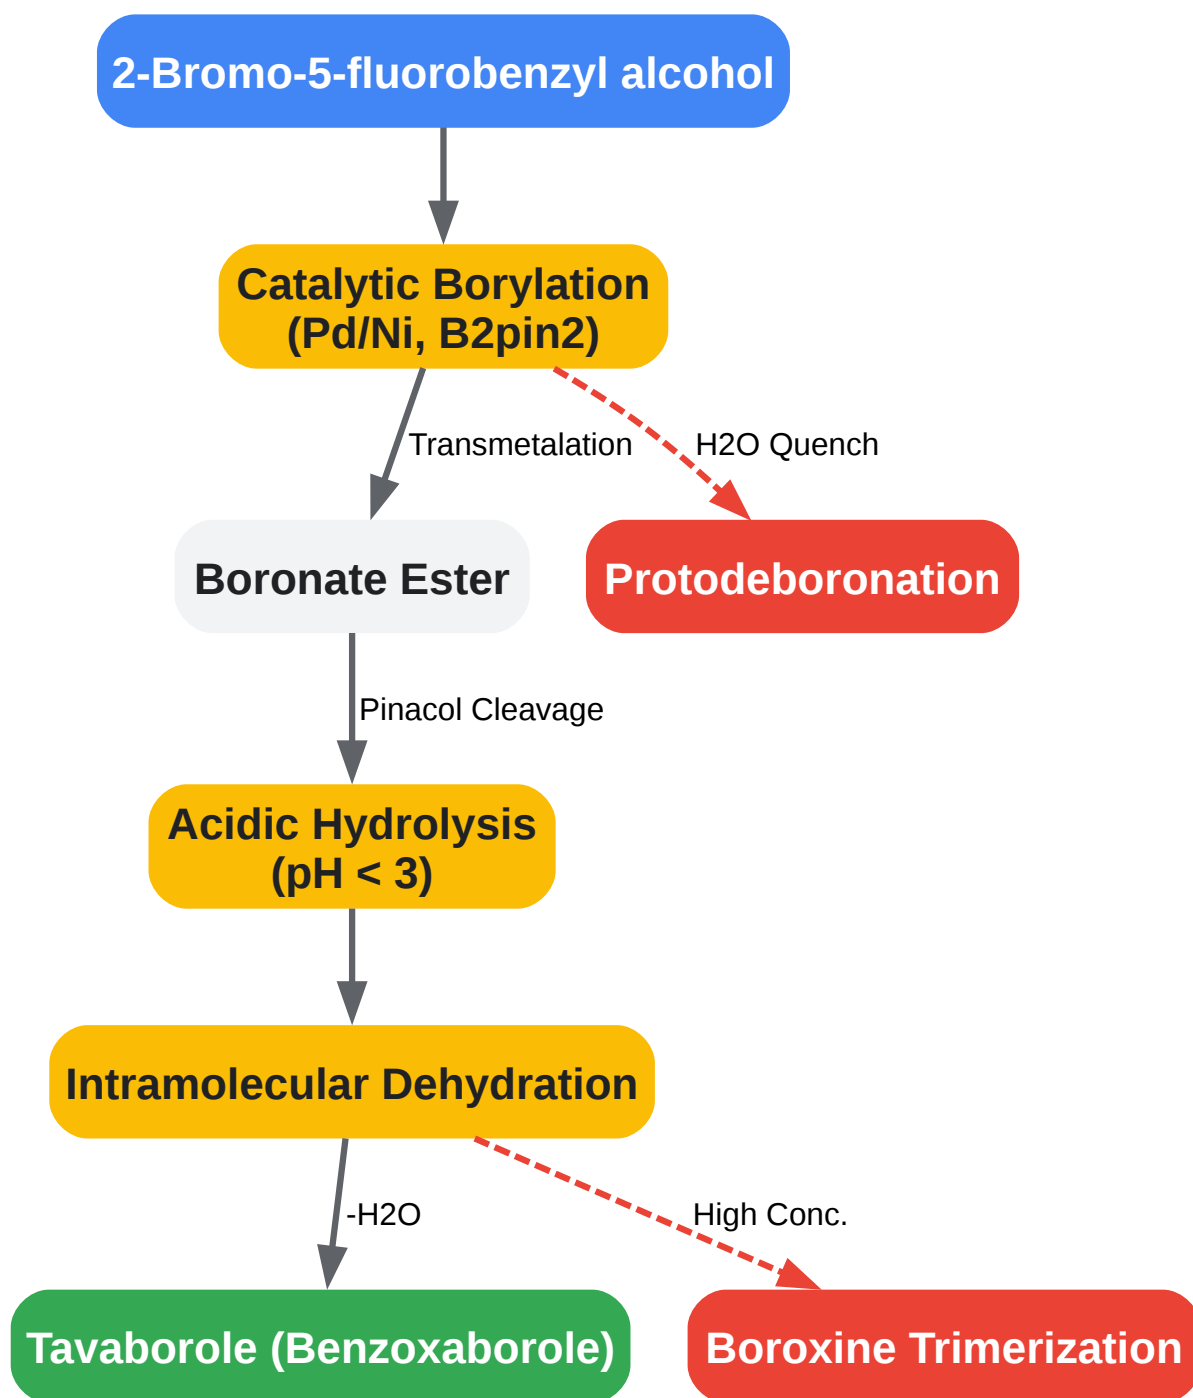 2-Bromo-5-fluorobenzyl alcohol
Catalytic Borylation
(Pd/Ni, B2pin2)
Transmetalation
H2O Quench
Boronate Ester
Protodeboronation
Pinacol Cleavage
Acidic Hydrolysis
(pH < 3)
Intramolecular Dehydration
-H2O
High Conc.
Tavaborole (Benzoxaborole)
Boroxine Trimerization